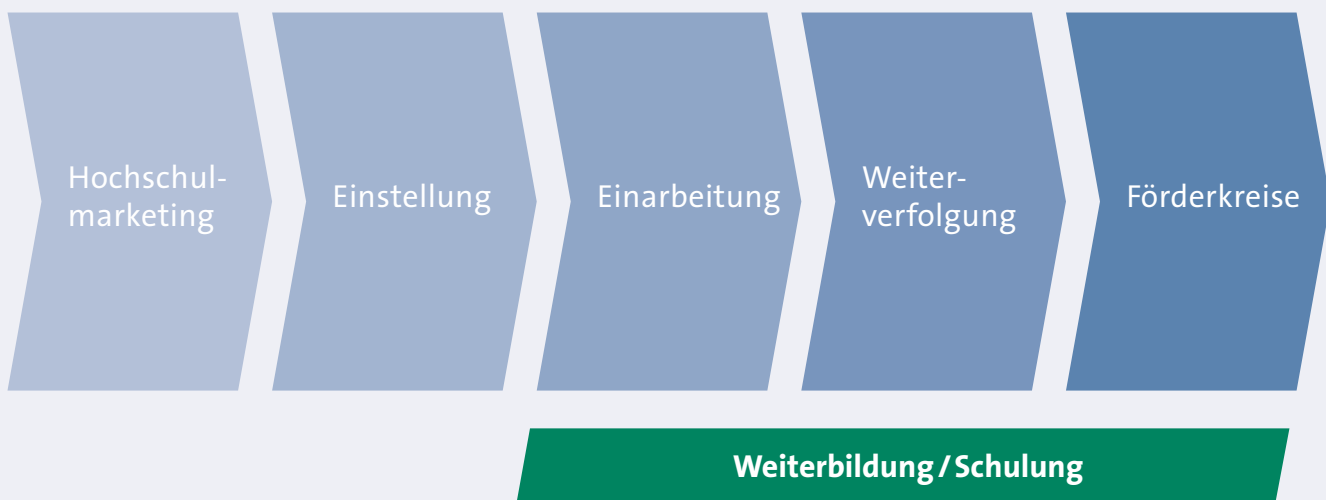 Hochschul-
marketing
Einstellung
Einarbeitung
Weiter-
verfolgung
Förderkreise
Weiterbildung / Schulung